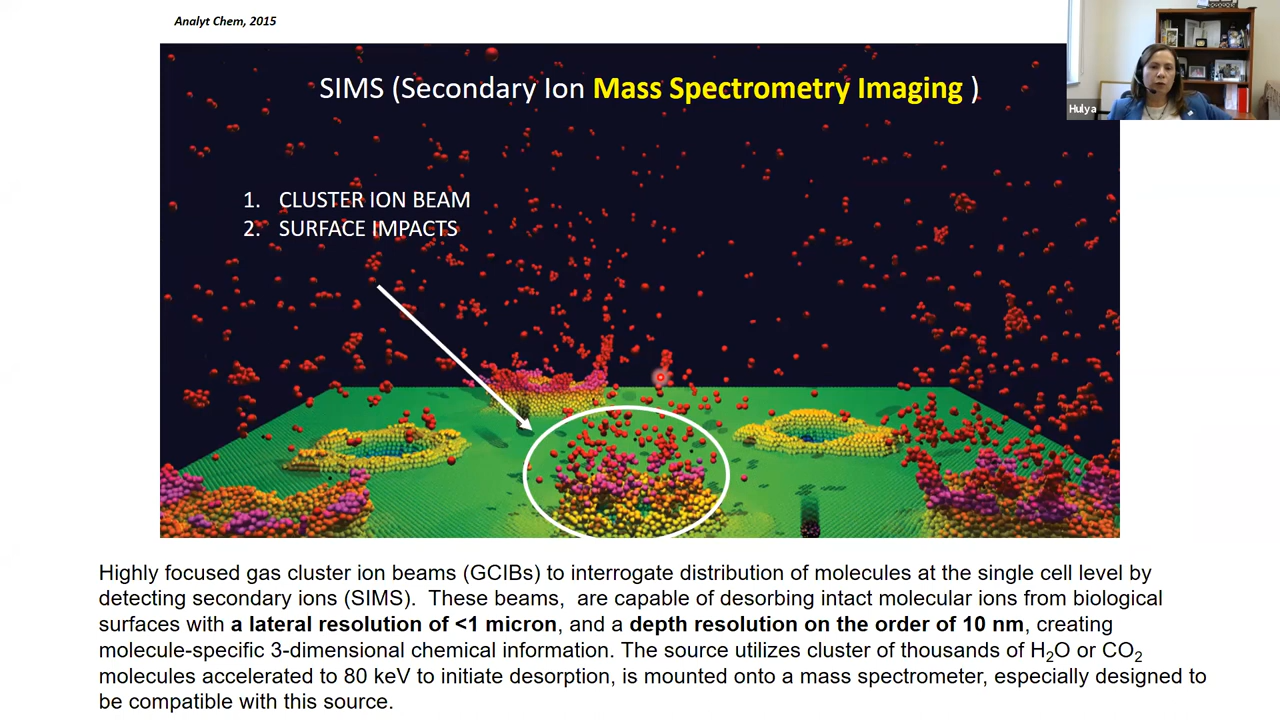 Analyt Chem, 2015
SIMS (Secondary Ion Mass Spectrometry Imaging )
Hulya
1. CLUSTER ION BEAM
2. SURFACE IMPACTS
Highly focused gas cluster ion beams (GCIBs) to interrogate distribution of molecules at the single cell level by
detecting secondary ions (SIMS). These beams, are capable of desorbing intact molecular ions from biological
surfaces with a lateral resolution of <1 micron, and a depth resolution on the order of 10 nm, creating
molecule-specific 3-dimensional chemical information. The source utilizes cluster of thousands of H₂O or CO₂
molecules accelerated to 80 keV to initiate desorption, is mounted onto a mass spectrometer, especially designed to
be compatible with this source.